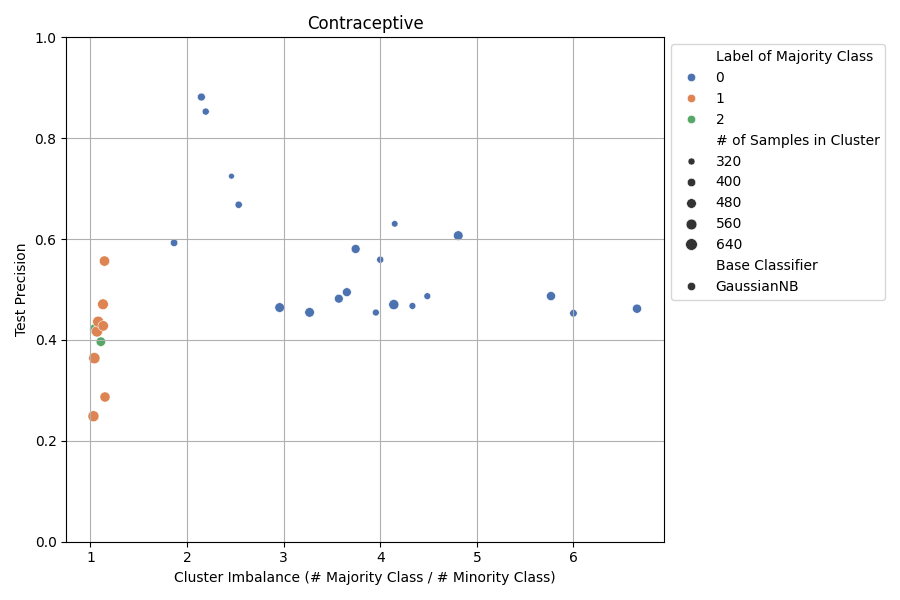 Contraceptive
1.0
0.8
0.6
0.4
0.2
0.0
Test Precision
1
2
3
4
5
6
Cluster Imbalance (# Majority Class / # Minority Class)
Label of Majority Class
0
1
2
# of Samples in Cluster
320
400
480
560
640
Base Classifier
GaussianNB